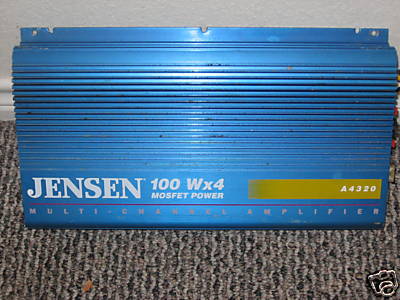 JENSEN 100 Wx4
MOSFET POWER
A4320
MULTI-CHANNEL AMPLIFIER